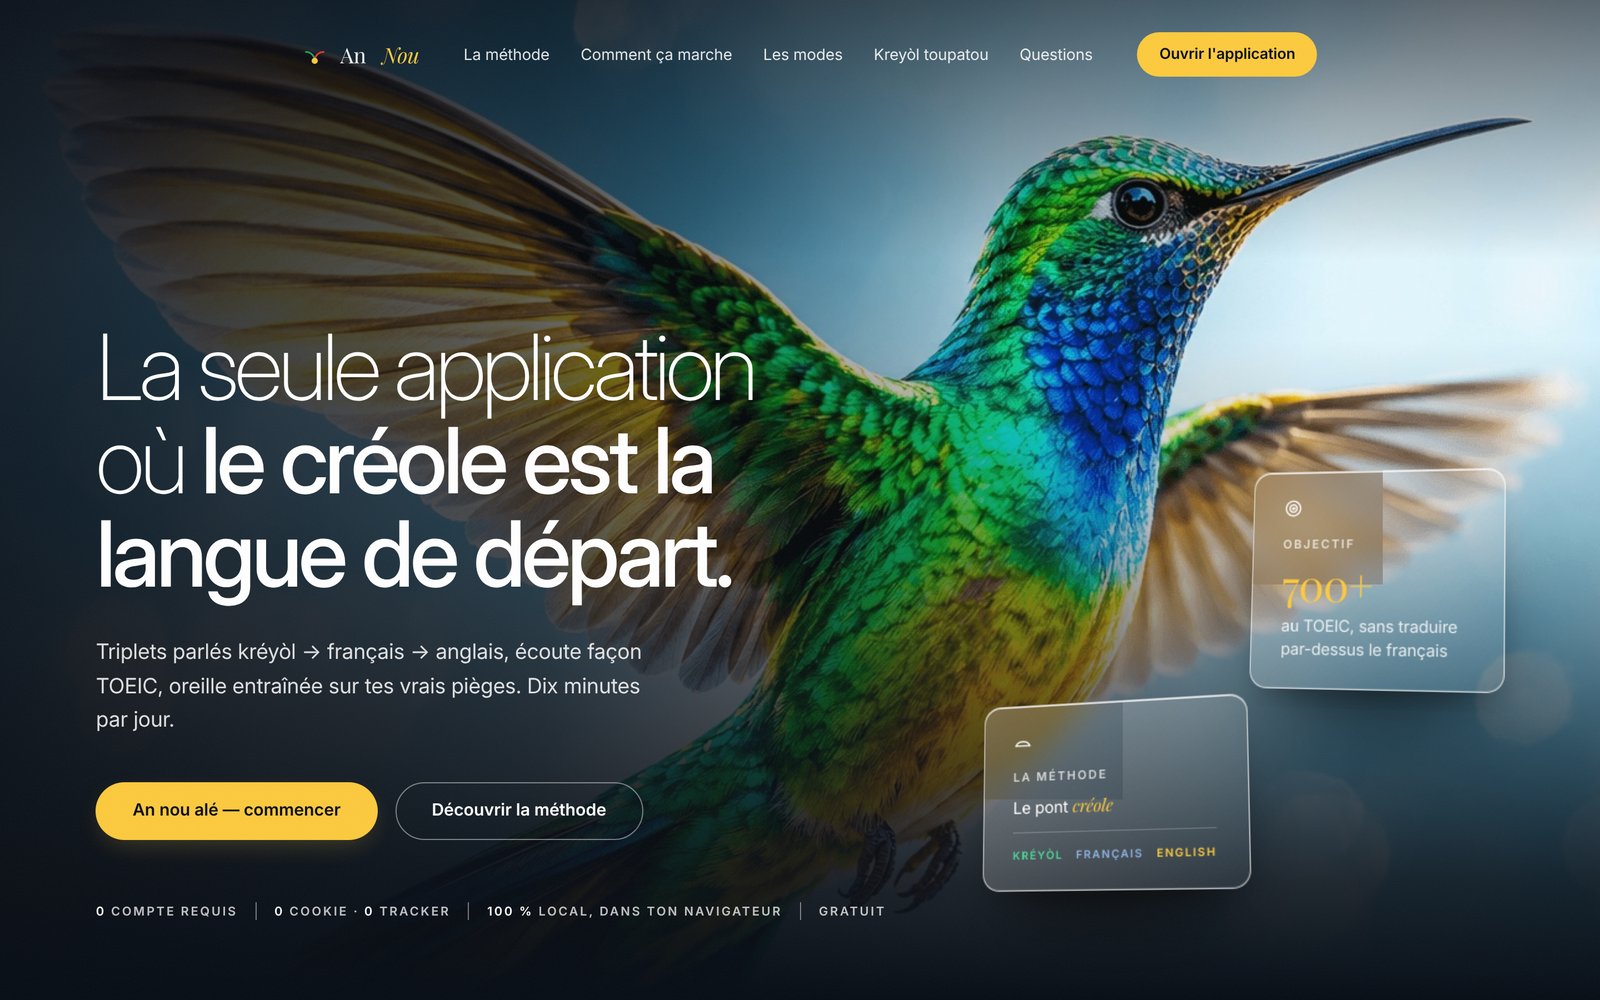 An Nou
La méthode
Comment ça marche
Les modes
Kreyòl toupatou
Questions
Ouvrir l'application
La seule application
où le créole est la
langue de départ.
Triplets parlés kréyòl → français → anglais, écoute façon
TOEIC, oreille entraînée sur tes vrais pièges. Dix minutes
par jour.
An nou alé — commencer
Découvrir la méthode
0 COMPTE REQUIS
0 COOKIE · 0 TRACKER
100 % LOCAL, DANS TON NAVIGATEUR
GRATUIT
OBJECTIF
700+
au TOEIC, sans traduire
par-dessus le français
LA MÉTHODE
Le pont créole
KRÉYÒL FRANÇAIS ENGLISH